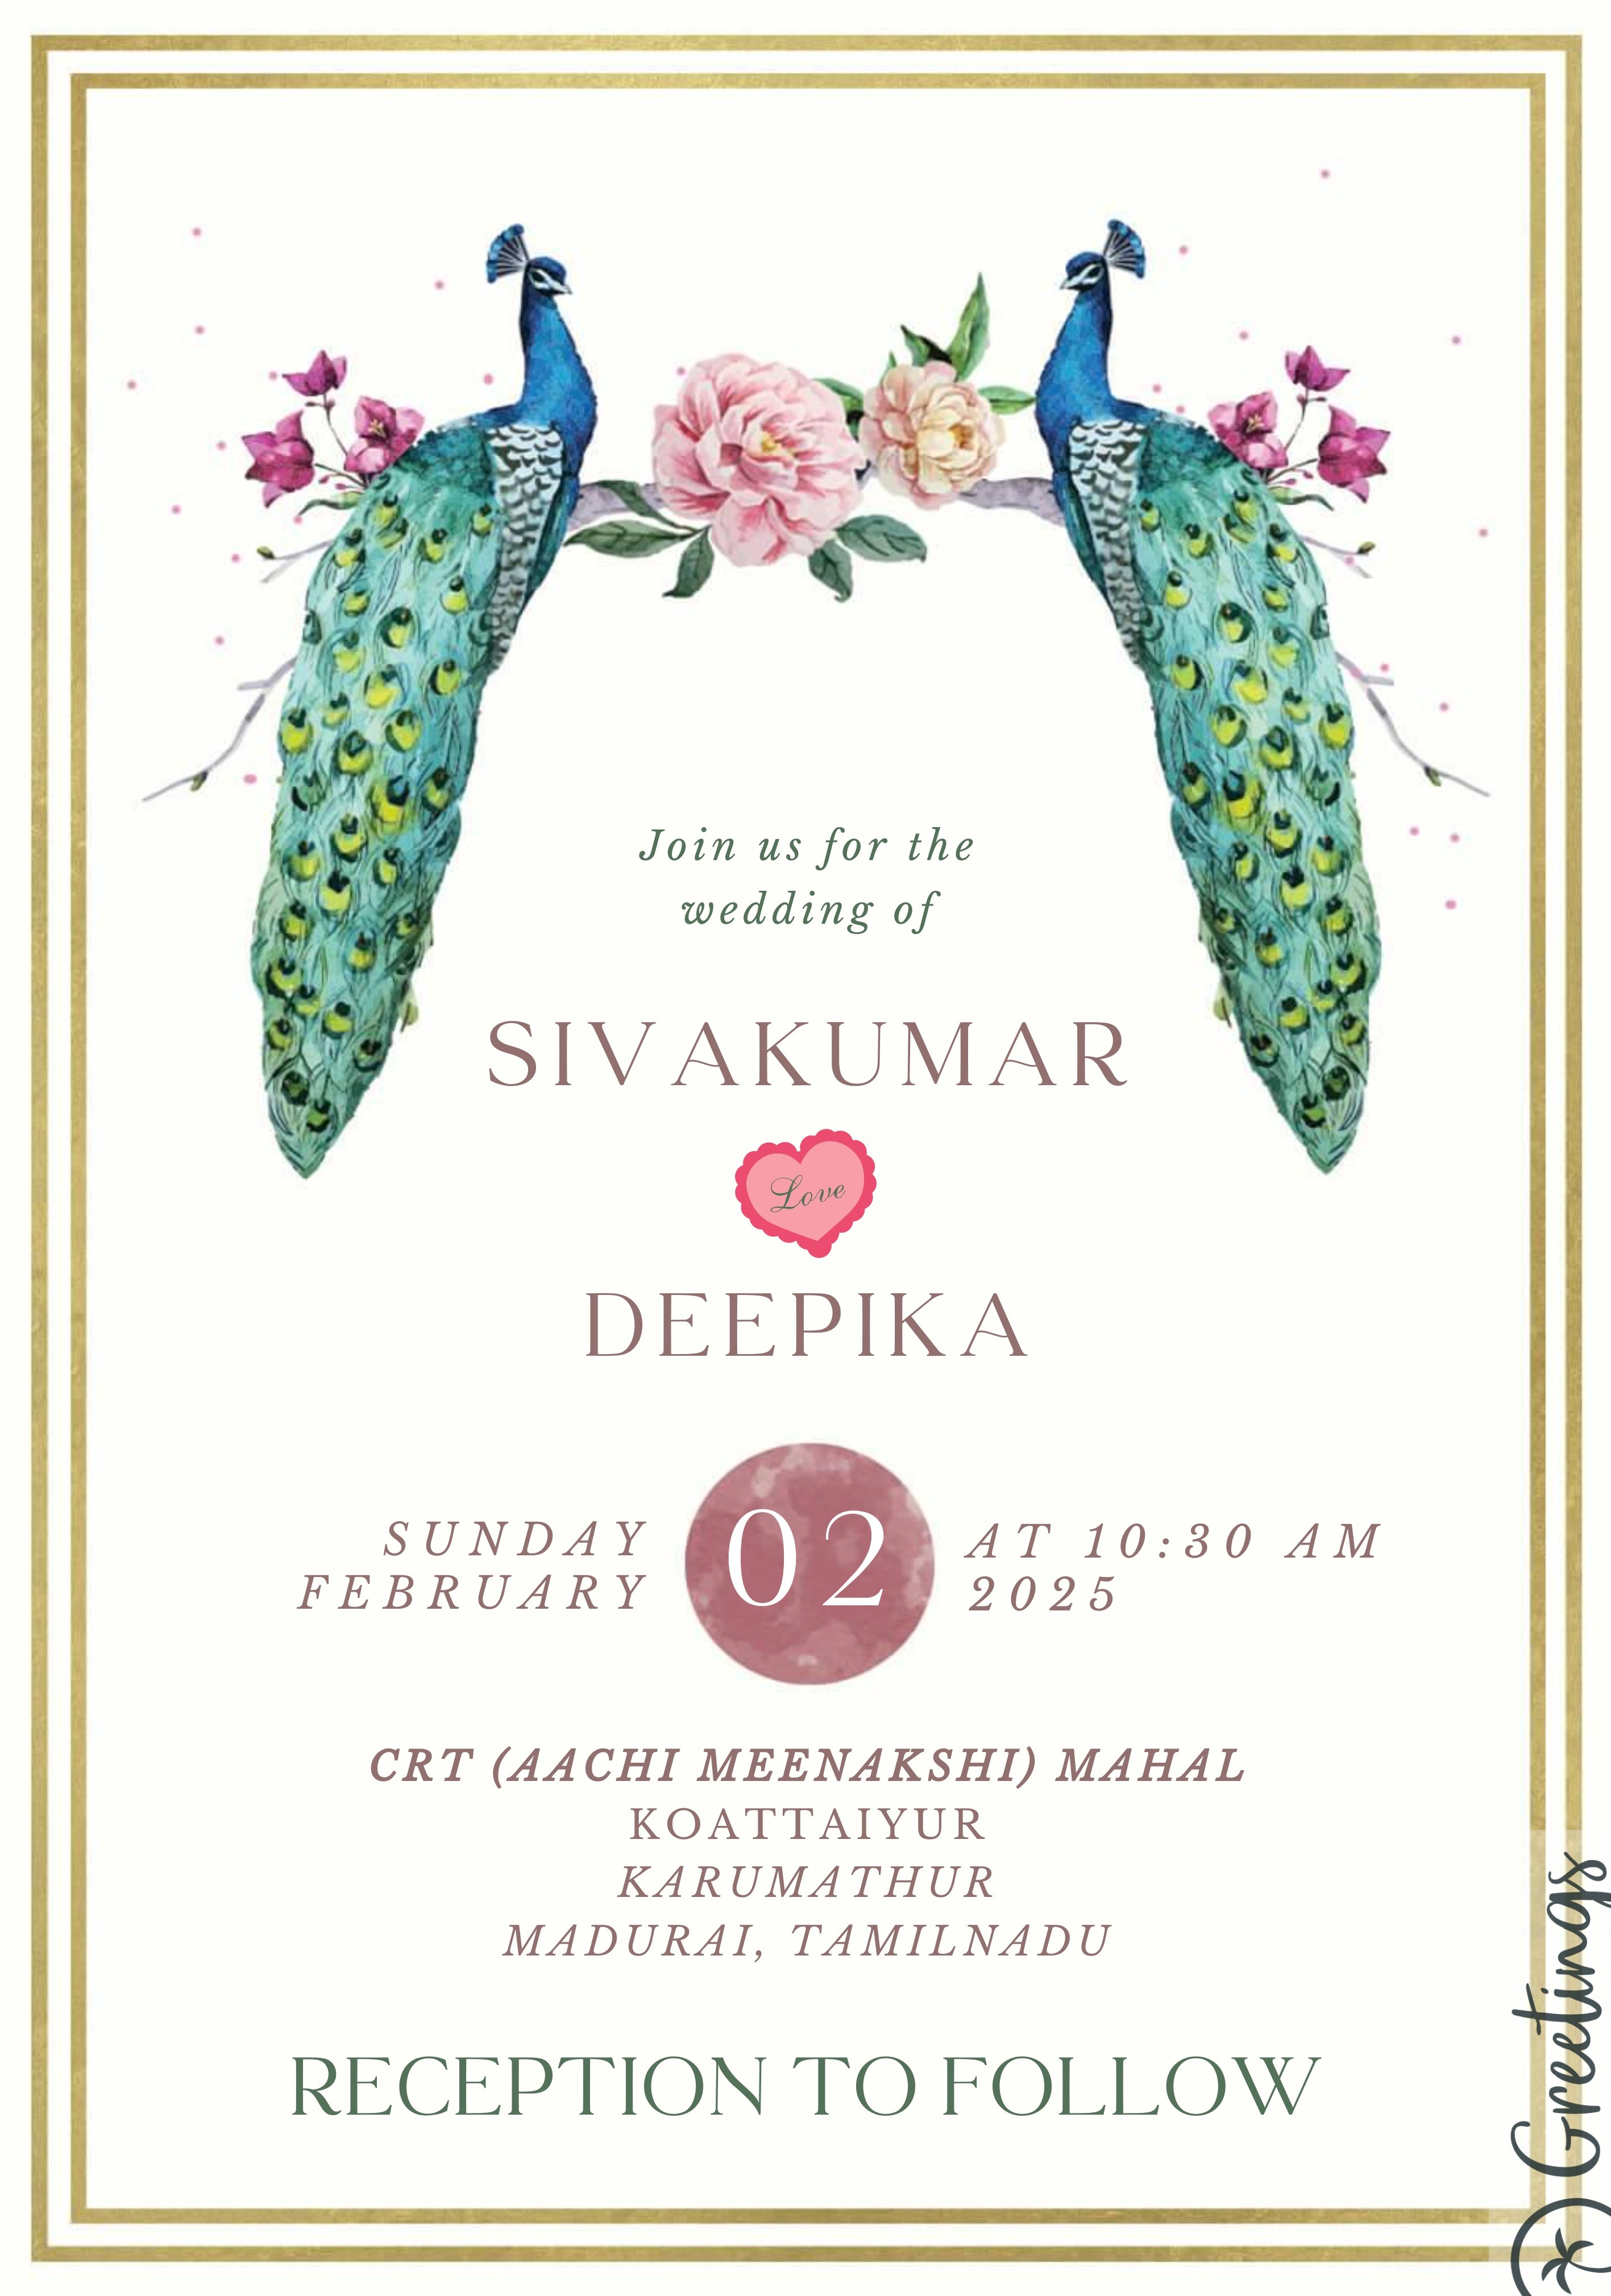 Join us for the
wedding of
SIVAKUMAR
Love
DEEPIKA
SUNDAY
FEBRUARY
02
AT 10:30 AM
2025
CRT (AACHI MEENAKSHI) MAHAL
KOATTAIYUR
KARUMATHUR
MADURAI, TAMILNADU
RECEPTION TO FOLLOW
Greetings